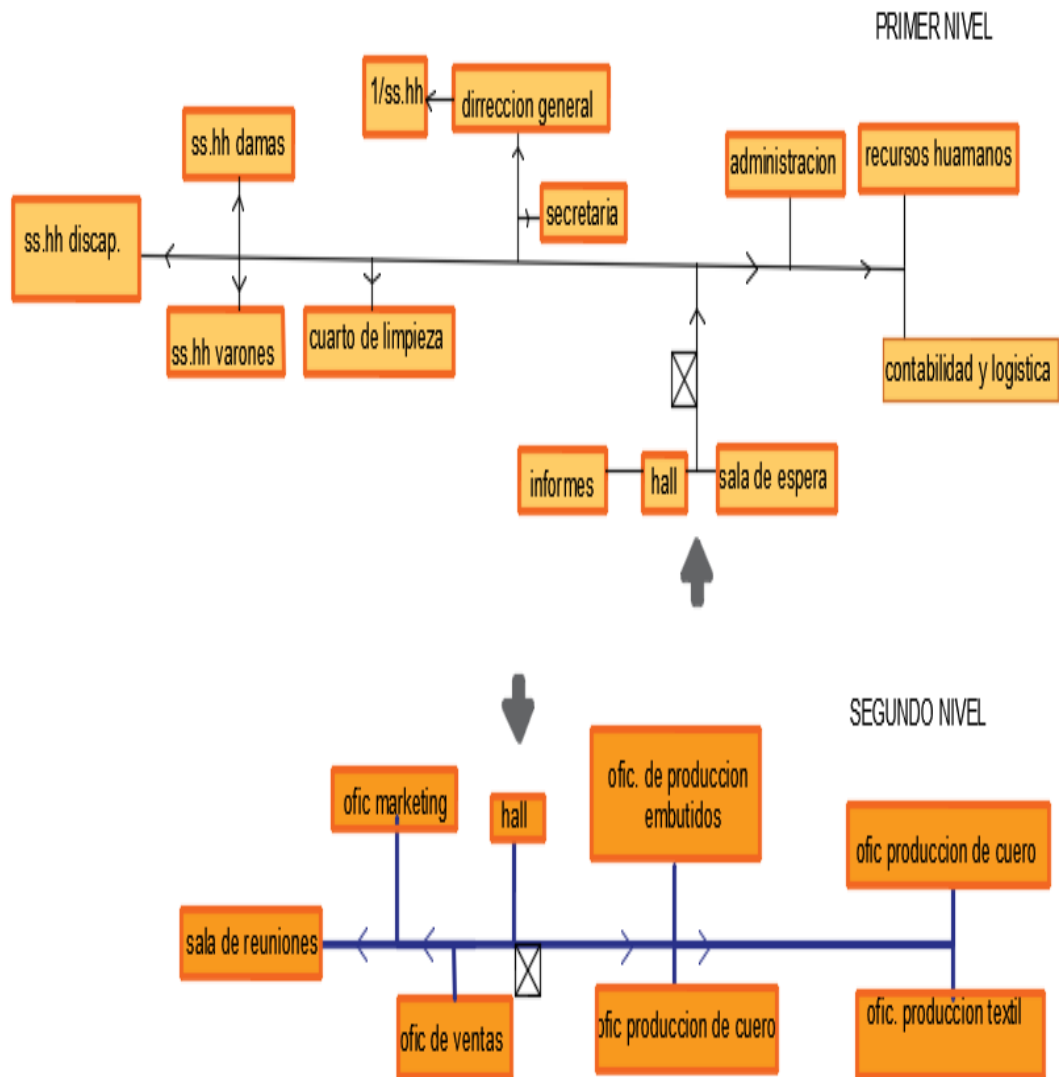 PRIMER NIVEL
1/ss.hh
dirreccion general
ss.hh damas
administracion
recursos huamanos
secretaria
ss.hh discap.
ss.hh varones
cuarto de limpieza
contabilidad y logistica
informes
hall
sala de espera
SEGUNDO NIVEL
ofic marketing
hall
ofic. de produccion
embutidos
ofic produccion de cuero
sala de reuniones
ofic de ventas
ofic produccion de cuero
ofic. produccion textil